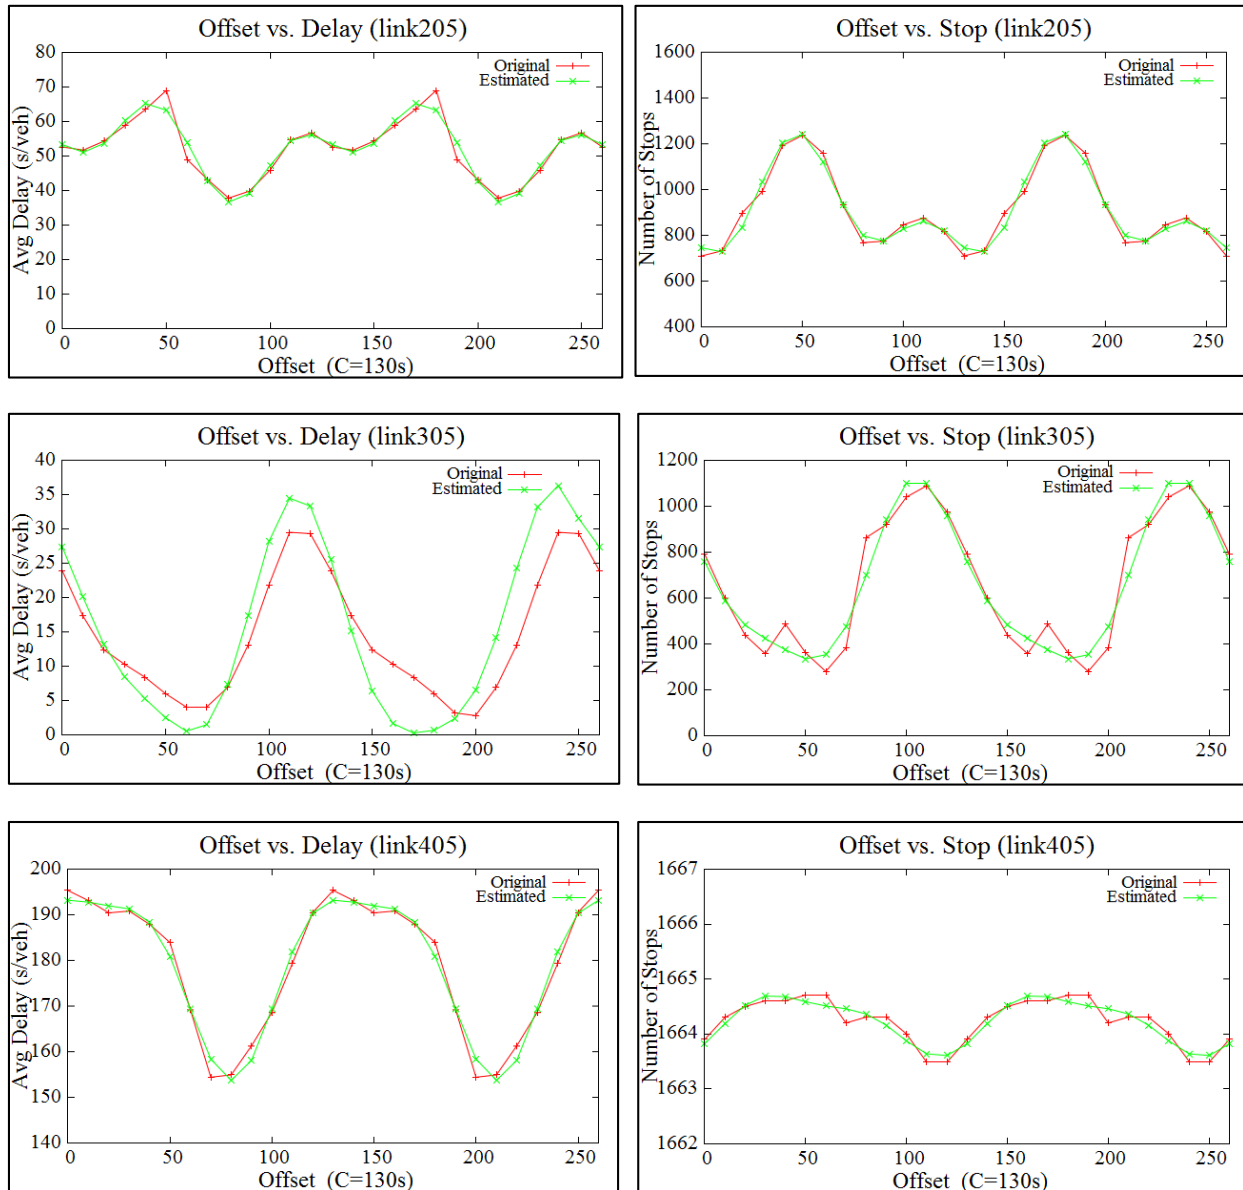 Offset vs. Delay (link205)
Avg Delay (s/veh)
80
70
60
50
40
30
20
10
0
Original
Estimated
0 50 100 150 200 250
Offset (C=130s)
Offset vs. Stop (link205)
Number of Stops
1600
1400
1200
1000
800
600
400
Original
Estimated
0 50 100 150 200 250
Offset (C=130s)
Offset vs. Delay (link305)
Avg Delay (s/veh)
40
35
30
25
20
15
10
5
0
Original
Estimated
0 50 100 150 200 250
Offset (C=130s)
Offset vs. Stop (link305)
Number of Stops
1200
1000
800
600
400
200
0
Original
Estimated
0 50 100 150 200 250
Offset (C=130s)
Offset vs. Delay (link405)
Avg Delay (s/veh)
200
190
180
170
160
150
140
Original
Estimated
0 50 100 150 200 250
Offset (C=130s)
Offset vs. Stop (link405)
Number of Stops
1667
1666
1665
1664
1663
1662
Original
Estimated
0 50 100 150 200 250
Offset (C=130s)